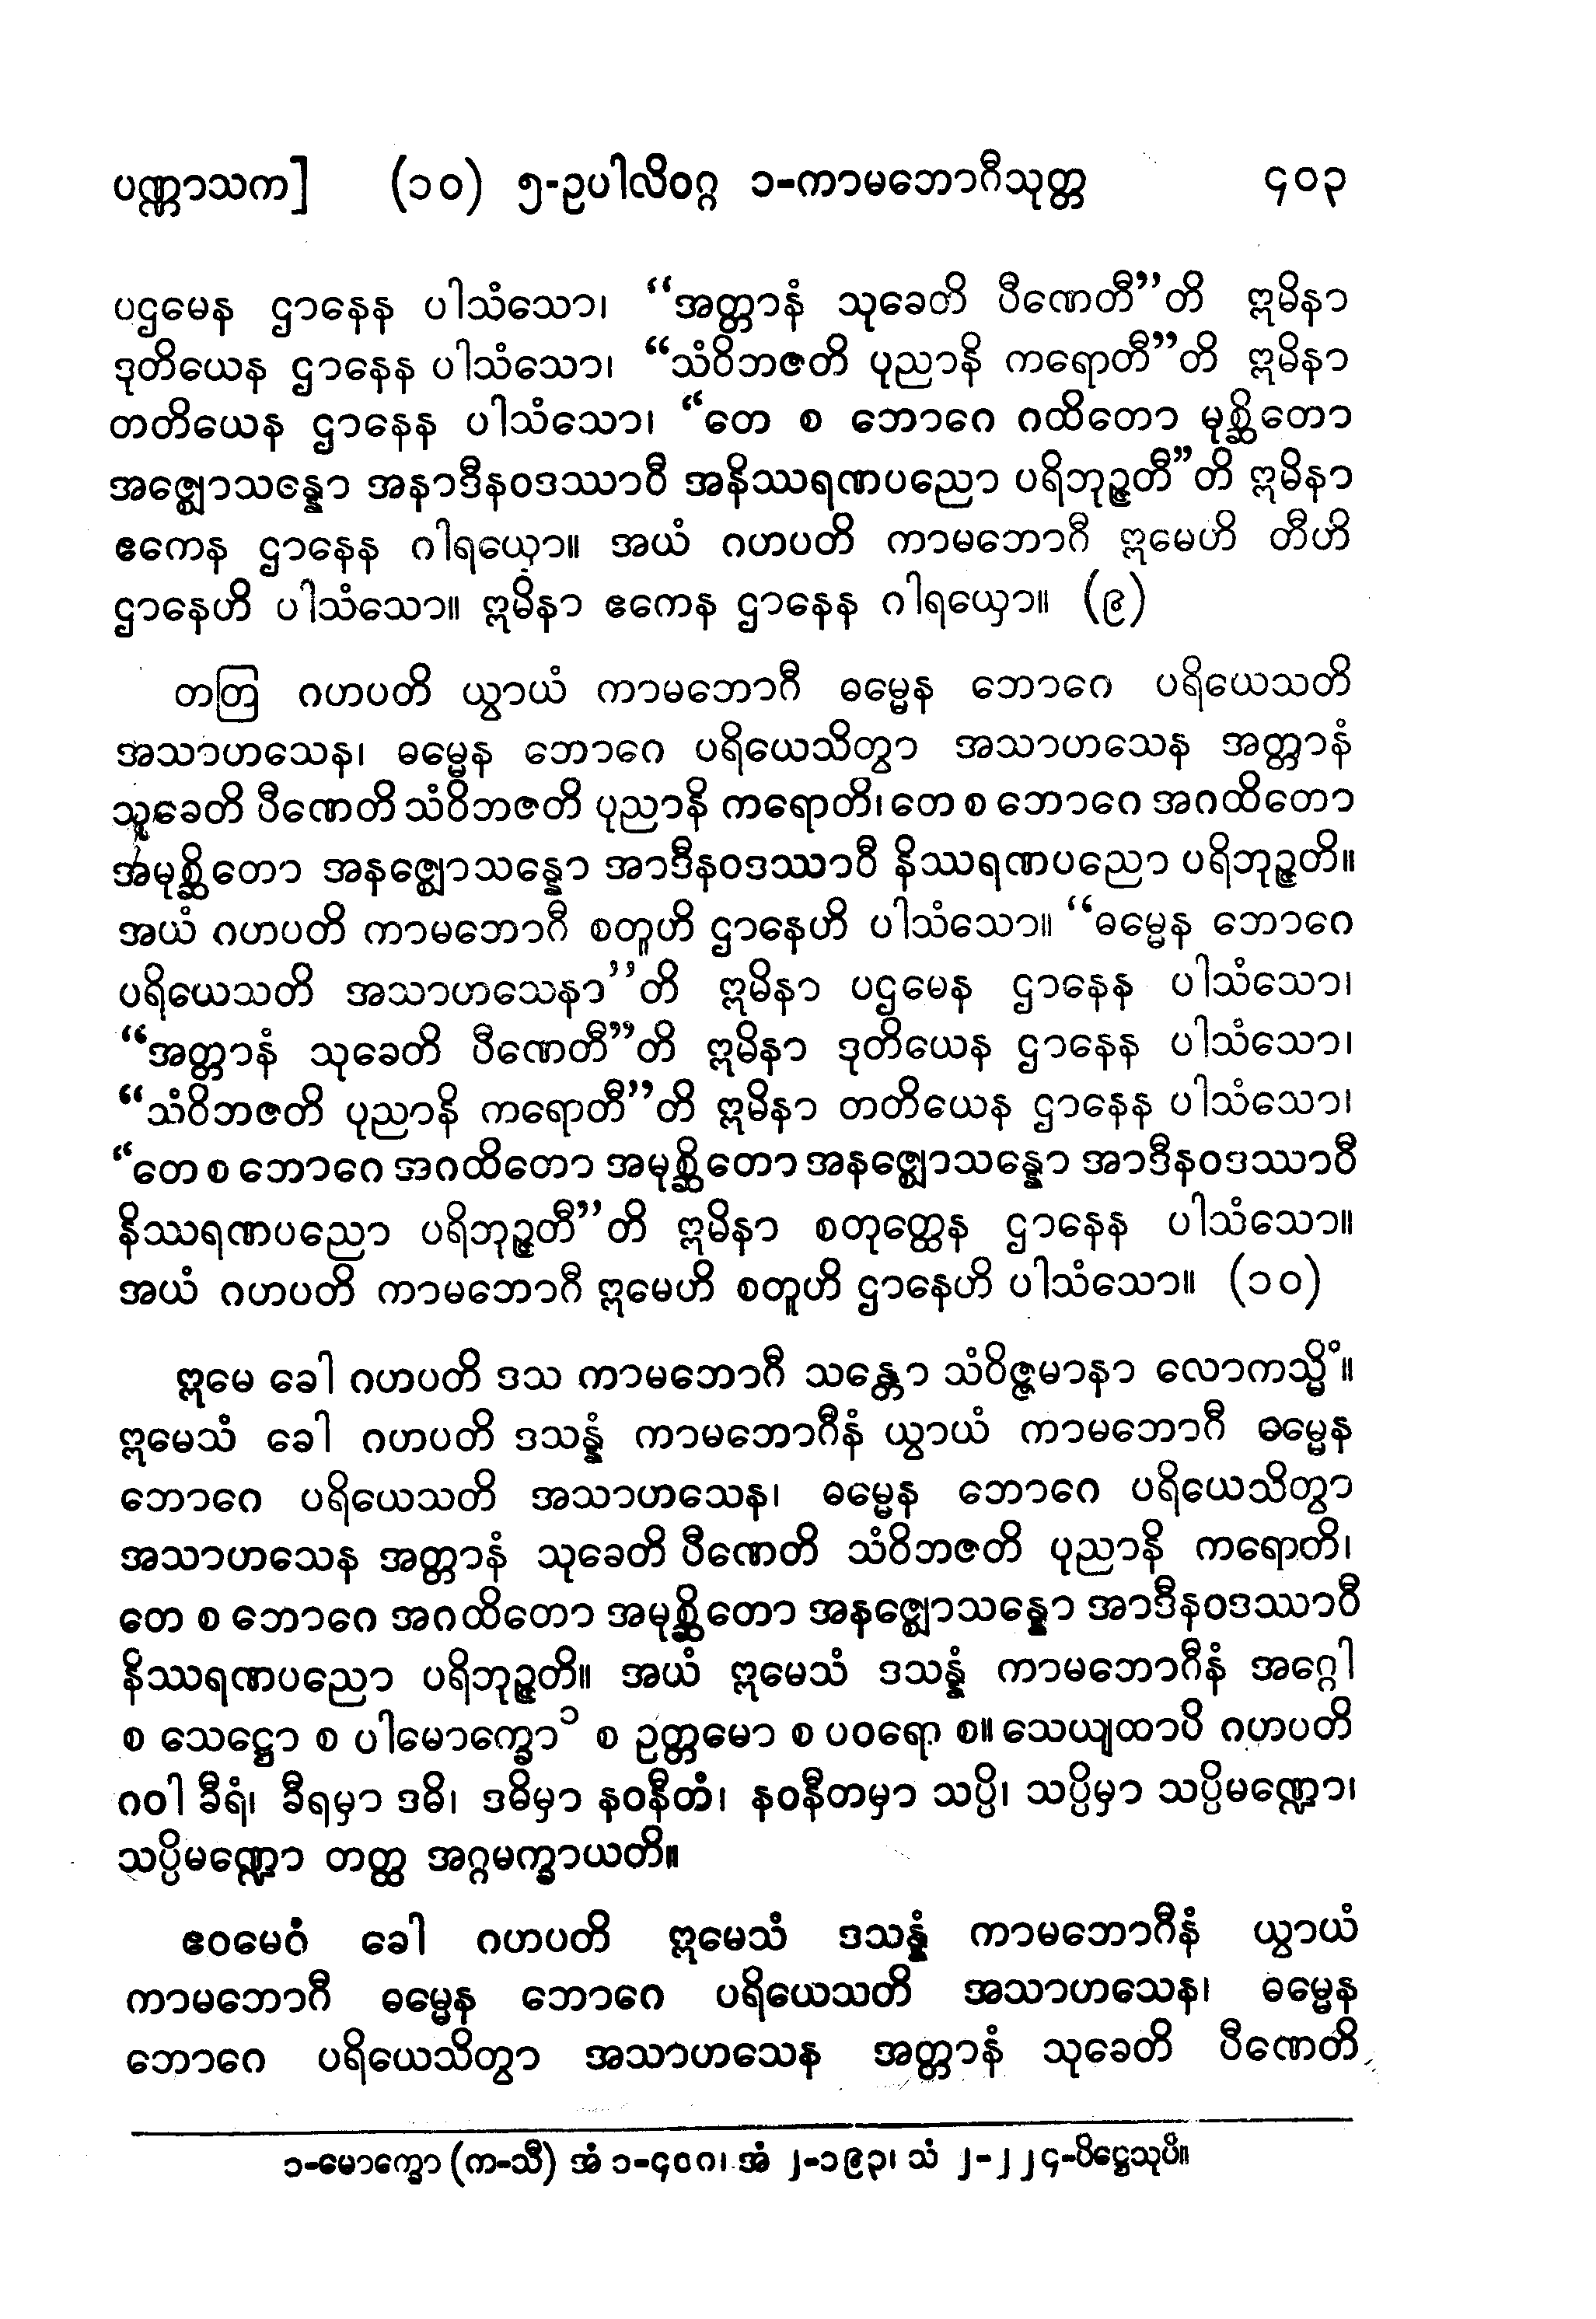 ပဏ္ဏာသက] (၁၀) ၅-ဥပါလိဝဂ္ဂ ၁-ကာမဘောဂီသုတ္တ ၄၀၃
ပဌမေန ဌာနေန ပါသံသော၊ “အတ္တာနံ သုခေတိ ပီဏေတီ”တိ ဣမိနာ
ဒုတိယေန ဌာနေန ပါသံသော၊ “သံဝိဘဇတိ ပုညာနိ ကရောတီ”တိ ဣမိနာ
တတိယေန ဌာနေန ပါသံသော၊ “တေ စ ဘောဂေ ဂထိတော မုစ္ဆိတော
အဇ္ဈောသန္နော အနာဒီနဝဒဿာဝီ အနိဿရဏပညော ပရိဘုဉ္ဇတီ”တိ ဣမိနာ
ဧကေန ဌာနေန ဂါရယှော။ အယံ ဂဟပတိ ကာမဘောဂီ ဣမေဟိ တီဟိ
ဌာနေဟိ ပါသံသော။ ဣမိနာ ဧကေန ဌာနေန ဂါရယှော။ (၉)
တတြ ဂဟပတိ ယွာယံ ကာမဘောဂီ ဓမ္မေန ဘောဂေ ပရိယေသတိ
အသာဟသေန၊ ဓမ္မေန ဘောဂေ ပရိယေသိတွာ အသာဟသေန အတ္တာနံ
သုခေတိ ပီဏေတိ သံဝိဘဇတိ ပုညာနိ ကရောတိ၊ တေ စ ဘောဂေ အဂထိတော
အမုစ္ဆိတော အနဇ္ဈောသန္နော အာဒီနဝဒဿာဝီ နိဿရဏပညော ပရိဘုဉ္ဇတိ။
အယံ ဂဟပတိ ကာမဘောဂီ စတူဟိ ဌာနေဟိ ပါသံသော။ “ဓမ္မေန ဘောဂေ
ပရိယေသတိ အသာဟသေနာ”တိ ဣမိနာ ပဌမေန ဌာနေန ပါသံသော၊
“အတ္တာနံ သုခေတိ ပီဏေတီ”တိ ဣမိနာ ဒုတိယေန ဌာနေန ပါသံသော၊
“သံဝိဘဇတိ ပုညာနိ ကရောတီ”တိ ဣမိနာ တတိယေန ဌာနေန ပါသံသော၊
“တေ စ ဘောဂေ အဂထိတော အမုစ္ဆိတော အနဇ္ဈောသန္နော အာဒီနဝဒဿာဝီ
နိဿရဏပညော ပရိဘုဉ္ဇတီ”တိ ဣမိနာ စတုတ္ထေန ဌာနေန ပါသံသော။
အယံ ဂဟပတိ ကာမဘောဂီ ဣမေဟိ စတူဟိ ဌာနေဟိ ပါသံသော။ (၁၀)
ဣမေ ခေါ ဂဟပတိ ဒသ ကာမဘောဂီ သန္တော သံဝိဇ္ဇမာနာ လောကသ္မိံ။
ဣမေသံ ခေါ ဂဟပတိ ဒသန္နံ ကာမဘောဂီနံ ယွာယံ ကာမဘောဂီ ဓမ္မေန
ဘောဂေ ပရိယေသတိ အသာဟသေန၊ ဓမ္မေန ဘောဂေ ပရိယေသိတွာ
အသာဟသေန အတ္တာနံ သုခေတိ ပီဏေတိ သံဝိဘဇတိ ပုညာနိ ကရောတိ၊
တေ စ ဘောဂေ အဂထိတော အမုစ္ဆိတော အနဇ္ဈောသန္နော အာဒီနဝဒဿာဝီ
နိဿရဏပညော ပရိဘုဉ္ဇတိ။ အယံ ဣမေသံ ဒသန္နံ ကာမဘောဂီနံ အဂ္ဂေါ
စ သေဋ္ဌော စ ပါမောက္ခော ၁ စ ဥတ္တမော စ ပဝရော စ။ သေယျထာပိ ဂဟပတိ
ဂဝါ ခီရံ၊ ခီရမှာ ဒဓိ၊ ဒဓိမှာ နဝနီတံ၊ နဝနီတမှာ သပ္ပိ၊ သပ္ပိမှာ သပ္ပိမဏ္ဍော၊
သပ္ပိမဏ္ဍော တတ္ထ အဂ္ဂမက္ခာယတိ။
ဧဝမေဝံ ခေါ ဂဟပတိ ဣမေသံ ဒသန္နံ ကာမဘောဂီနံ ယွာယံ
ကာမဘောဂီ ဓမ္မေန ဘောဂေ ပရိယေသတိ အသာဟသေန၊ ဓမ္မေန
ဘောဂေ ပရိယေသိတွာ အသာဟသေန အတ္တာနံ သုခေတိ ပီဏေတိ
၁-မောက္ခော (က-သီ) အံ ၁-၄၀၈၊ အံ ၂-၁၉၃၊ သံ ၂-၂၂၄-ပိဋ္ဌေသုပိ။